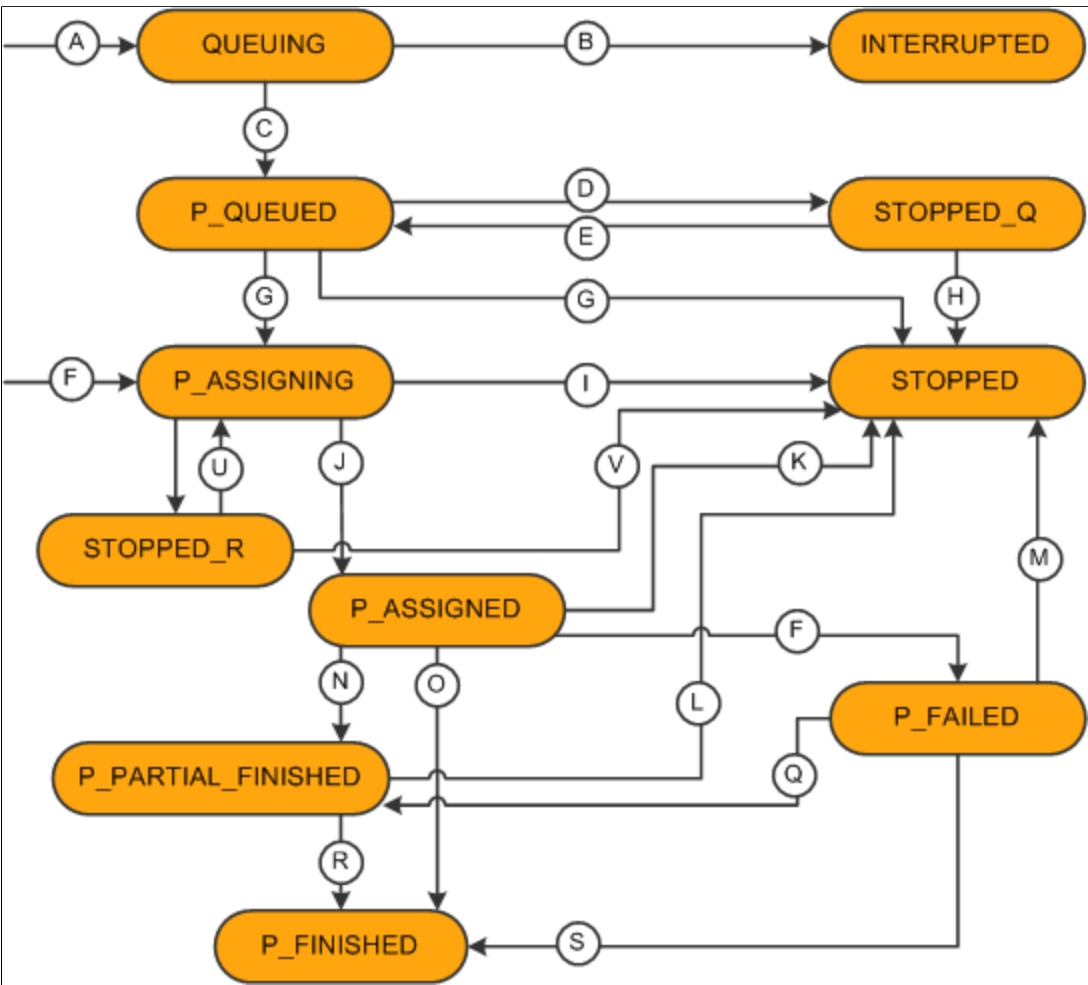 A
QUEUING
B
INTERRUPTED
C
P_QUEUED
D
E
STOPPED_Q
G
G
H
F
P_ASSIGNING
I
STOPPED
U
J
V
K
STOPPED_R
M
P_ASSIGNED
F
N
O
L
P_FAILED
P_PARTIAL_FINISHED
Q
R
P_FINISHED
S